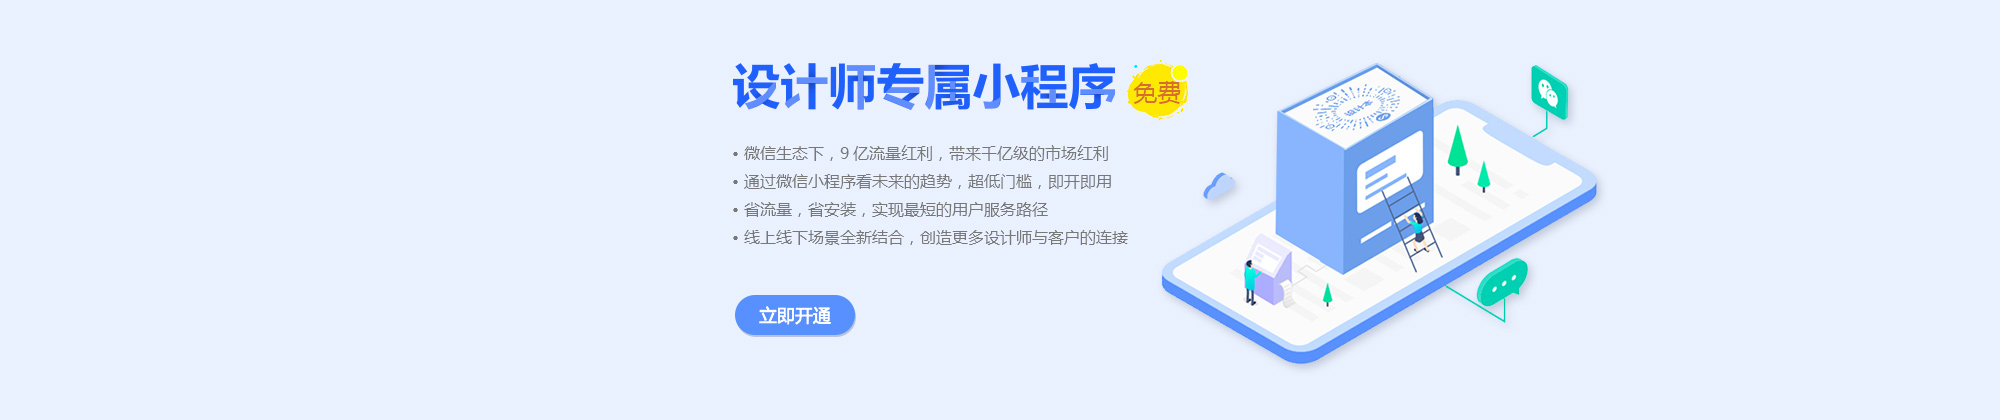 设计师专属小程序 免费
• 微信生态下，9 亿流量红利，带来千亿级的市场红利
• 通过微信小程序看未来的趋势，超低门槛，即开即用
• 省流量，省安装，实现最短的用户服务路径
• 线上线下场景全新结合，创造更多设计师与客户的连接
立即开通
设计本